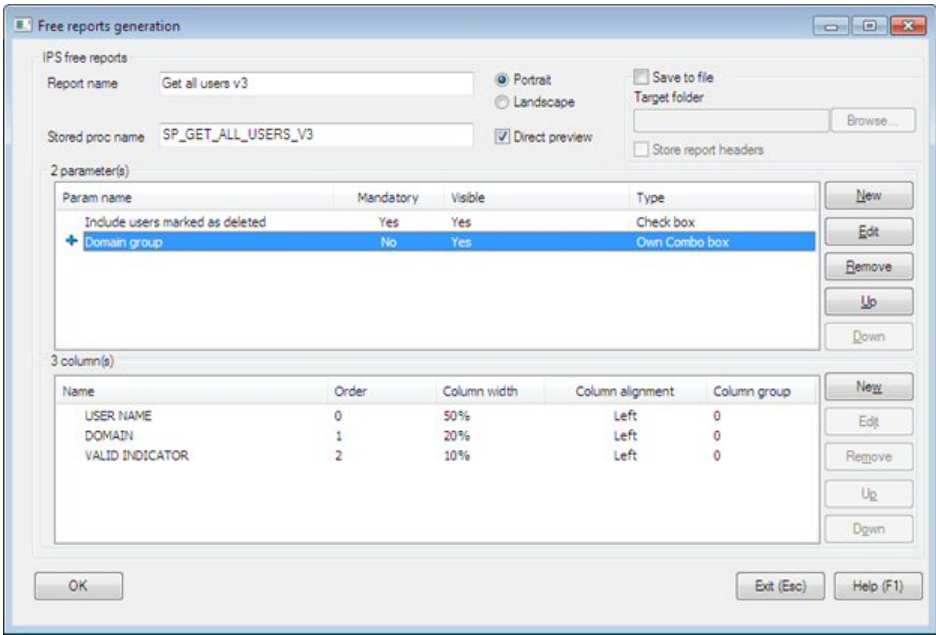 Free reports generation
IPS free reports
Report name Get all users v3
Portrait
Landscape
Save to file
Target folder
Browse...
Stored proc name SP_GET_ALL_USERS_V3
Direct preview
Store report headers
2 parameter(s)
Param name Mandatory Visible Type
Include users marked as deleted Yes Yes Check box
Domain group No Yes Own Combo box
New
Edit
Remove
Up
Down
3 column(s)
Name Order Column width Column alignment Column group
USER NAME 0 50% Left 0
DOMAIN 1 20% Left 0
VALID INDICATOR 2 10% Left 0
New
Edit
Remove
Up
Down
OK Exit (Esc) Help (F1)